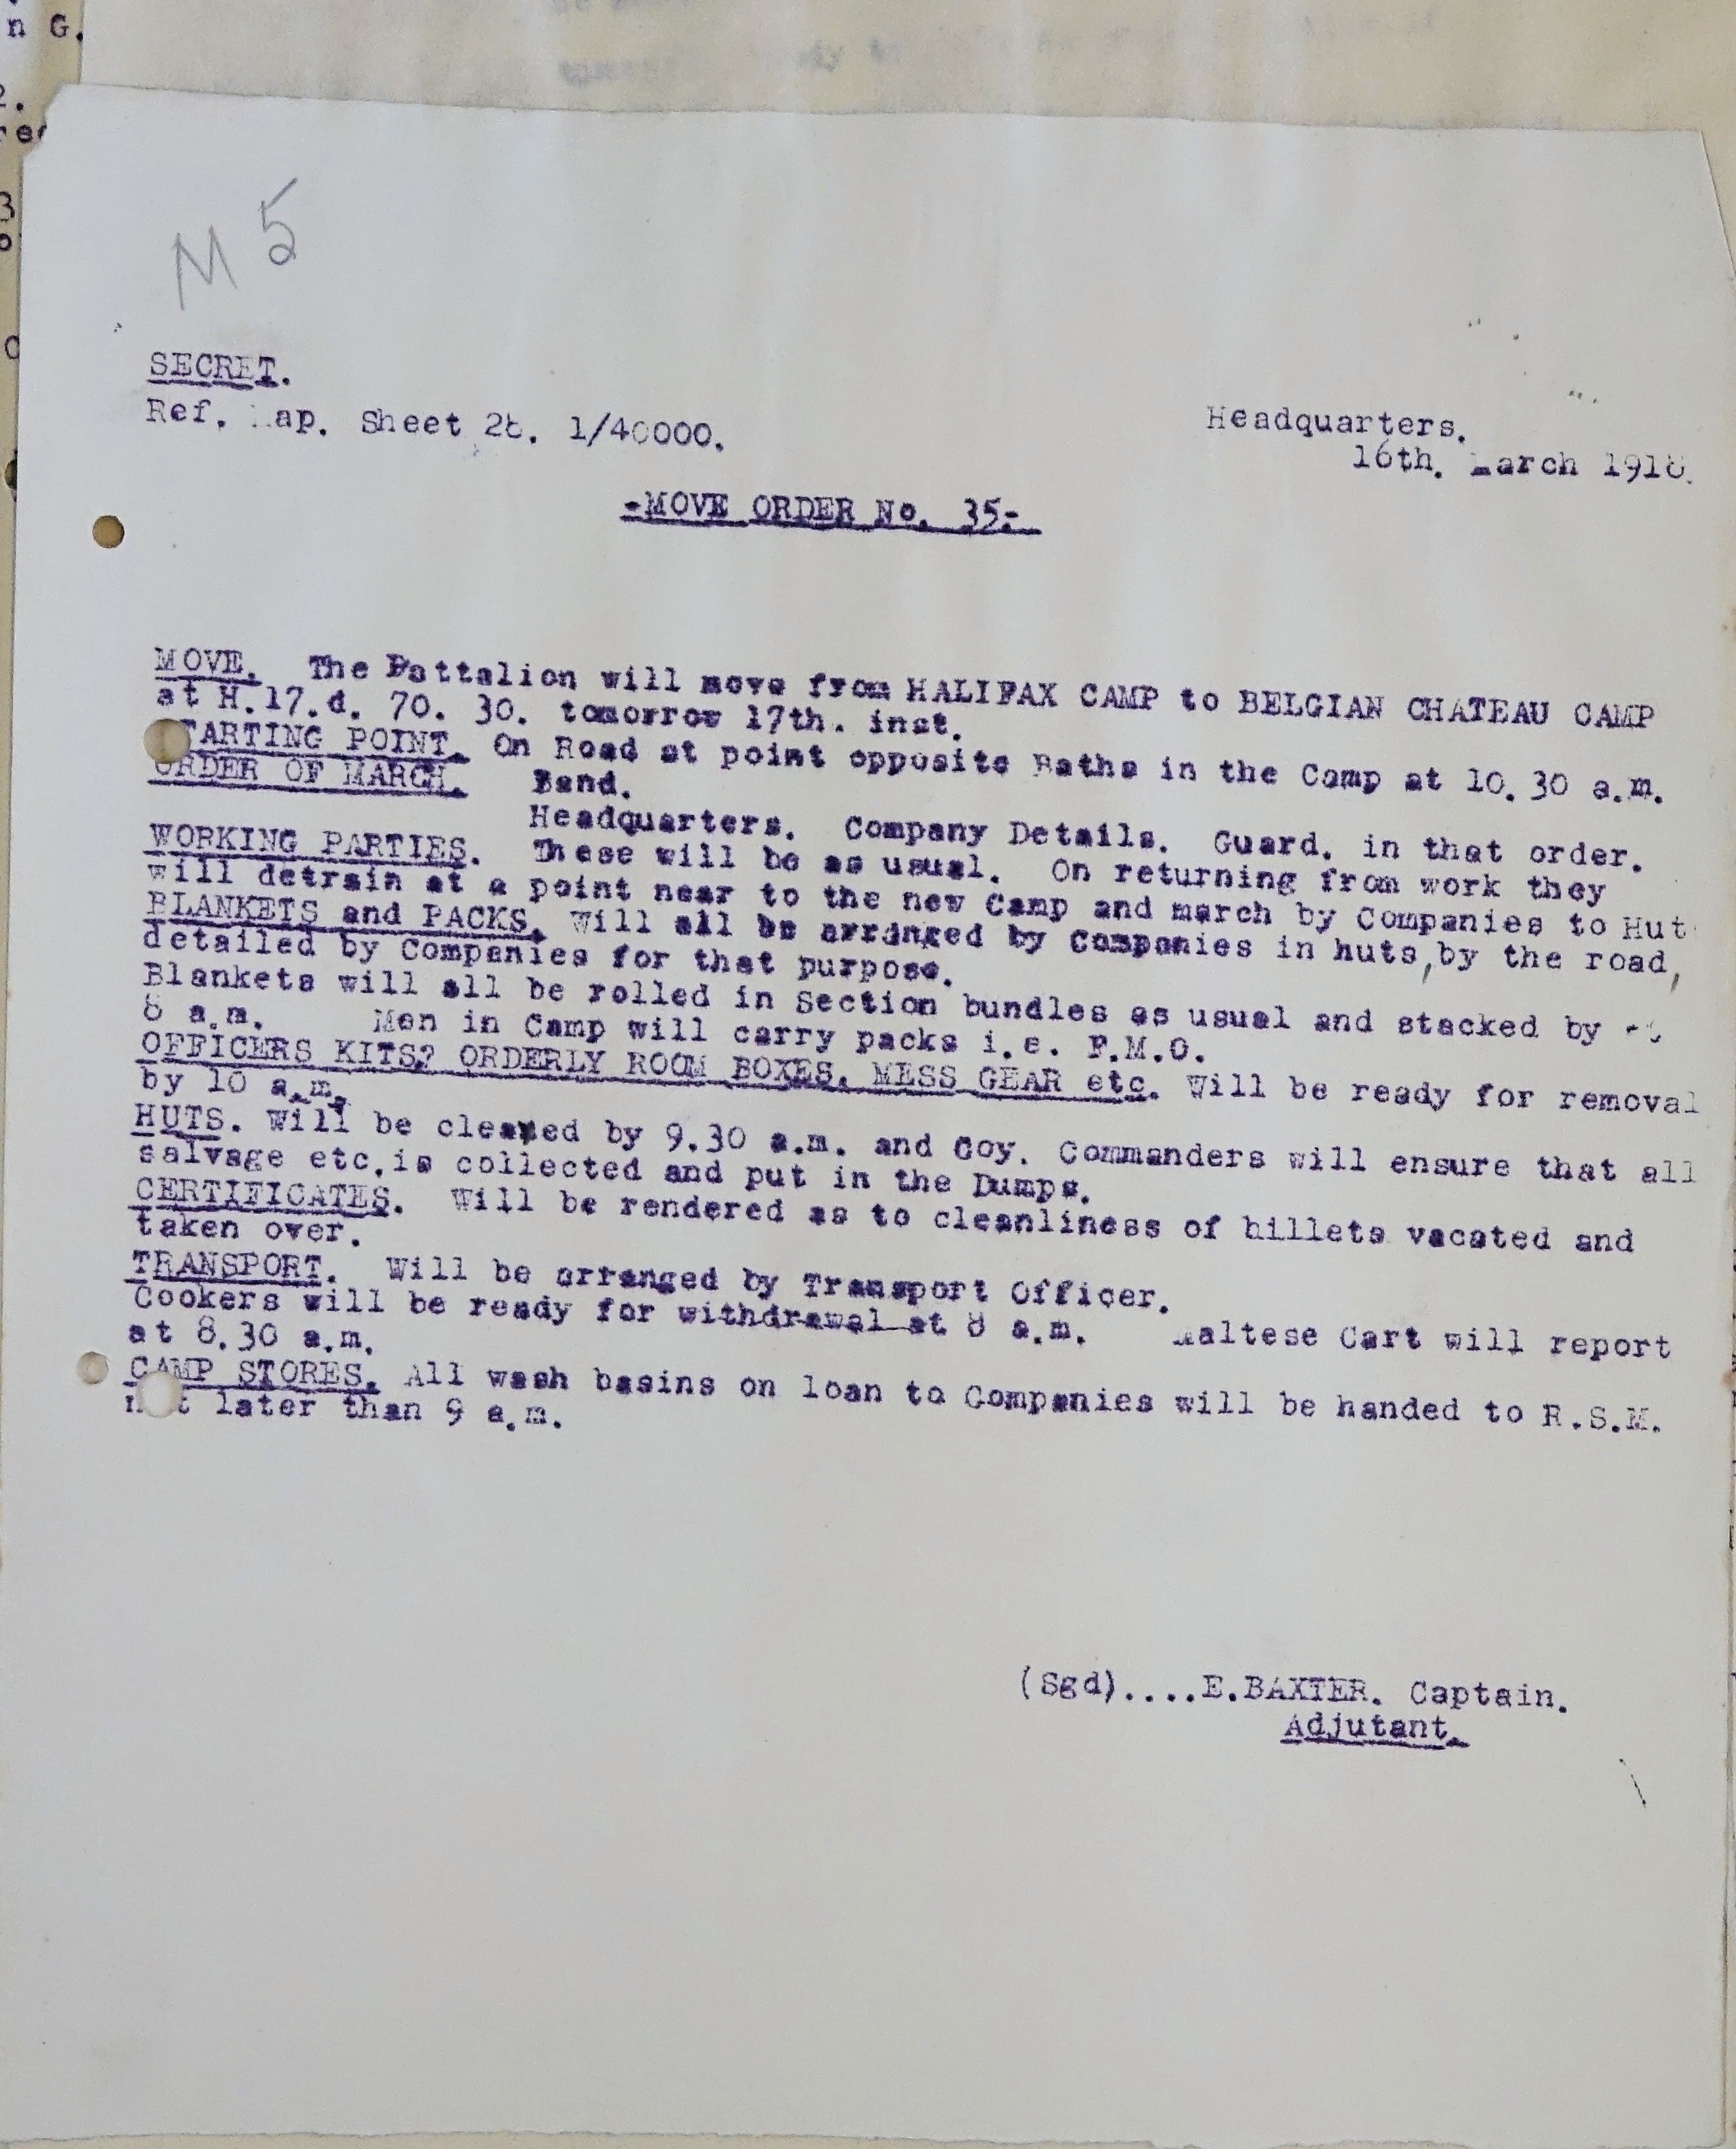 n G.
M 5
SECRET.
Ref. Map. Sheet 28. 1/40000.
Headquarters.
16th. March 1918.
-MOVE ORDER No. 35-
MOVE. The Battalion will move from HALIFAX CAMP to BELGIAN CHATEAU CAMP
at H.17.d. 70. 30. tomorrow 17th. inst.
STARTING POINT. On Road at point opposite Baths in the Camp at 10.30 a.m.
ORDER OF MARCH. Band.
Headquarters. Company Details. Guard. in that order.
WORKING PARTIES. These will be as usual. On returning from work they
will detrain at a point near to the new Camp and march by Companies to Hut
BLANKETS and PACKS. Will all be arranged by Companies in huts, by the road,
detailed by Companies for that purpose.
Blankets will all be rolled in Section bundles as usual and stacked by
8 a.m. Men in Camp will carry packs i.e. F.M.O.
OFFICERS KITS? ORDERLY ROOM BOXES. MESS GEAR etc. Will be ready for removal
by 10 a.m.
HUTS. Will be cleaned by 9.30 a.m. and Coy. Commanders will ensure that all
salvage etc. is collected and put in the Dumps.
CERTIFICATES. Will be rendered as to cleanliness of billets vacated and
taken over.
TRANSPORT. Will be arranged by Transport Officer.
Cookers will be ready for withdrawal at 8 a.m. Maltese Cart will report
at 8.30 a.m.
CAMP STORES. All wash basins on loan to Companies will be handed to R.S.M.
not later than 9 a.m.
(Sgd)....E.BAXTER. Captain.
Adjutant.